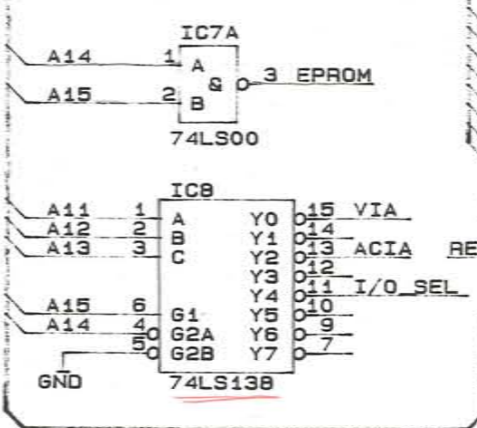 IC7A
A14 1 A
& 3 EPROM
A15 2 B
74LS00
IC8
A11 1 A Y0 15 VIA
A12 2 B Y1 14
A13 3 C Y2 13 ACIA RE
Y3 12
Y4 11 I/O_SEL
A15 6 G1 Y5 10
A14 4 G2A Y6 9
5 G2B Y7 7
GND
74LS138